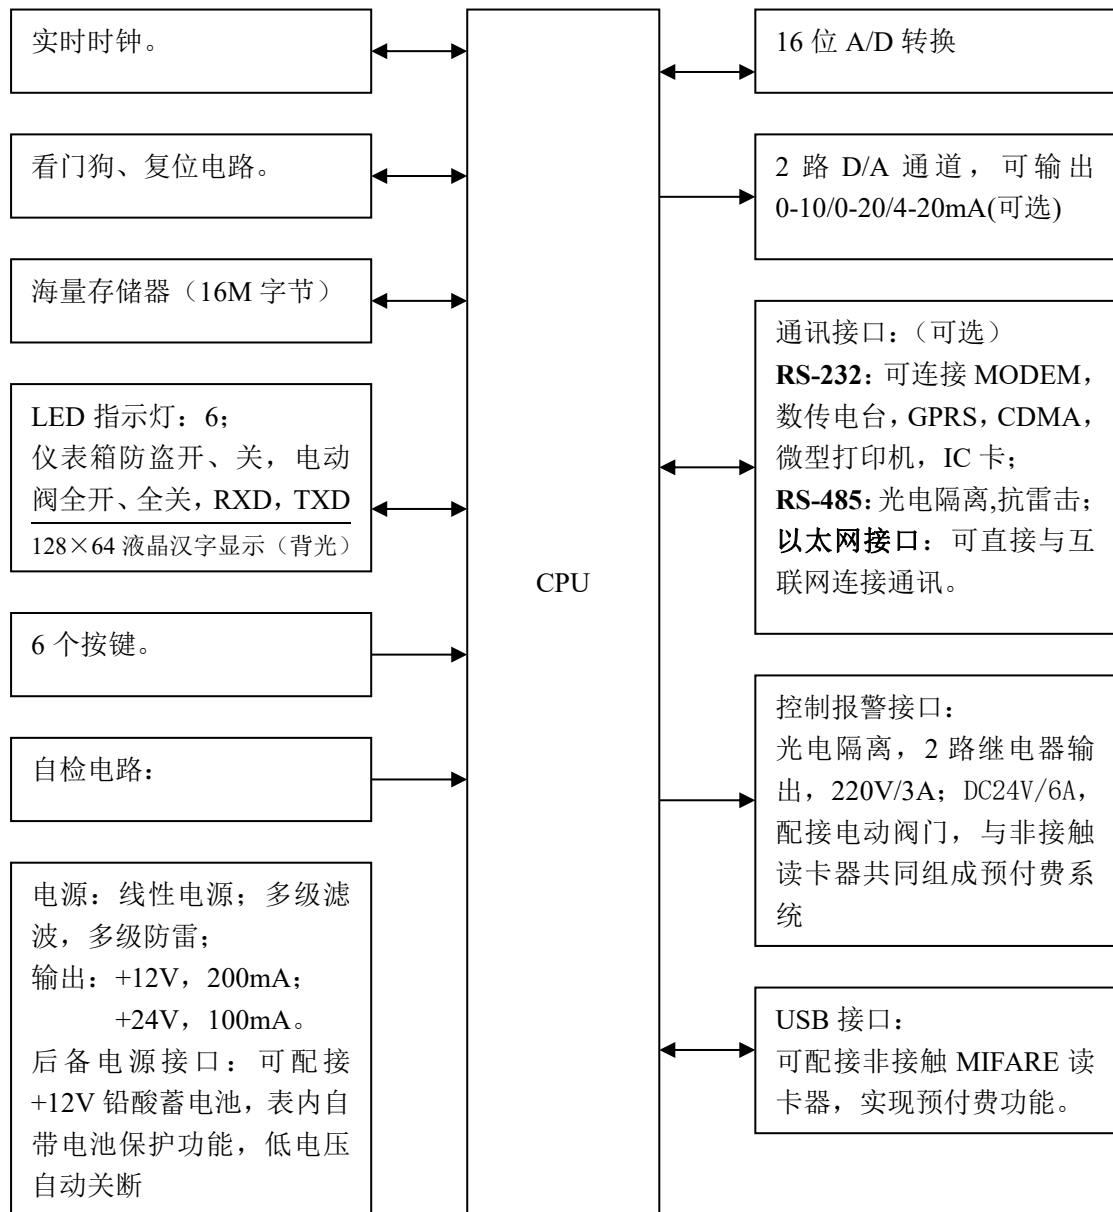 实时时钟。
看门狗、复位电路。
海量存储器（16M 字节）
LED 指示灯：6；
仪表箱防盗开、关，电动
阀全开、全关，RXD，TXD
128×64 液晶汉字显示（背光）
6 个按键。
自检电路：
电源：线性电源；多级滤
波，多级防雷；
输出：+12V，200mA；
+24V，100mA。
后备电源接口：可配接
+12V 铅酸蓄电池，表内自
带电池保护功能，低电压
自动关断
CPU
16 位 A/D 转换
2 路 D/A 通道，可输出
0-10/0-20/4-20mA(可选)
通讯接口：（可选）
RS-232：可连接 MODEM，
数传电台，GPRS，CDMA，
微型打印机，IC 卡；
RS-485：光电隔离,抗雷击；
以太网接口：可直接与互
联网连接通讯。
控制报警接口：
光电隔离，2 路继电器输
出，220V/3A；DC24V/6A，
配接电动阀门，与非接触
读卡器共同组成预付费系
统
USB 接口：
可配接非接触 MIFARE 读
卡器，实现预付费功能。